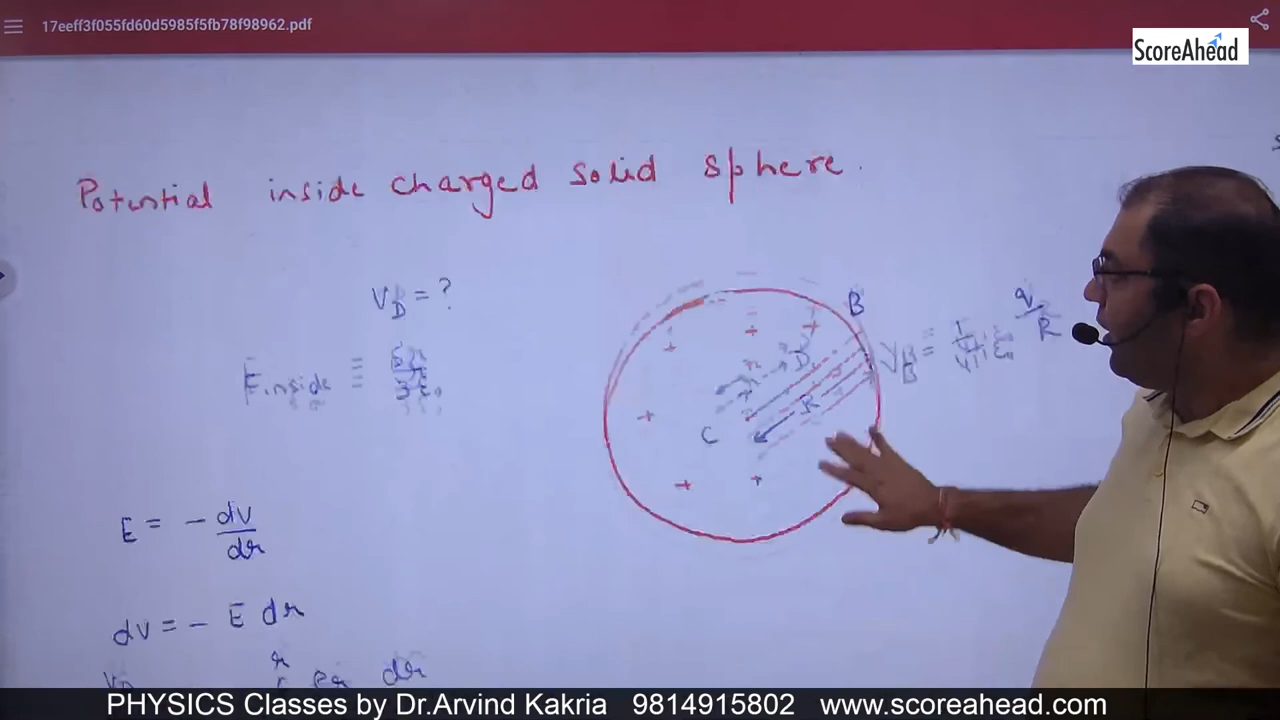 17eeff3f055fd60d5985f5fb78f98962.pdf
ScoreAhead
Potential inside charged solid sphere.
V_D = ?
B
D
R
C
E = - dV/dr
dV = - E dr
PHYSICS Classes by Dr.Arvind Kakria 9814915802 www.scoreahead.com